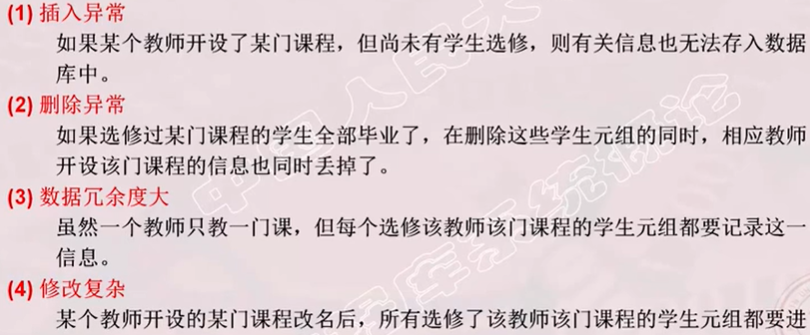 (1) 插入异常
如果某个教师开设了某门课程，但尚未有学生选修，则有关信息也无法存入数据
库中。
(2) 删除异常
如果选修过某门课程的学生全部毕业了，在删除这些学生元组的同时，相应教师
开设该门课程的信息也同时丢掉了。
(3) 数据冗余度大
虽然一个教师只教一门课，但每个选修该教师该门课程的学生元组都要记录这一
信息。
(4) 修改复杂
某个教师开设的某门课程改名后，所有选修了该教师该门课程的学生元组都要进